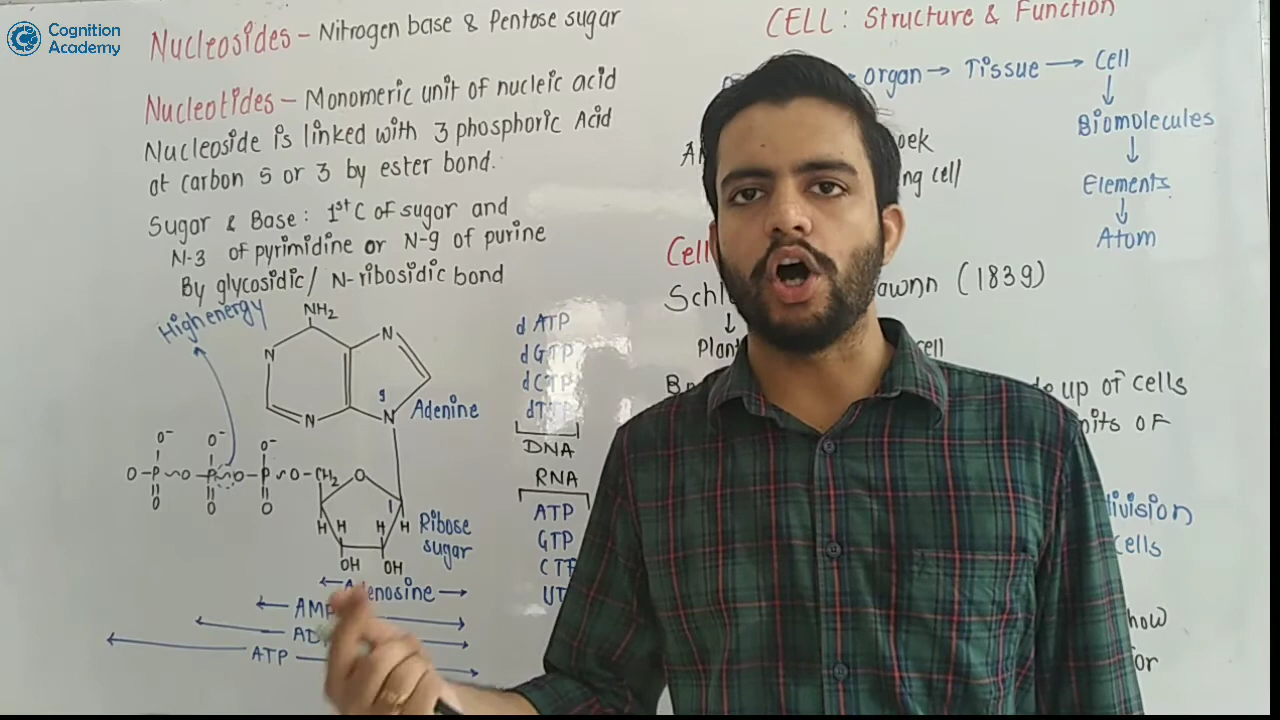 Cognition
Academy
Nucleosides – Nitrogen base & Pentose sugar
Nucleotides – Monomeric unit of nucleic acid
Nucleoside is linked with 3 phosphoric Acid
at carbon 5 or 3 by ester bond.
Sugar & Base : 1st C of sugar and
N-3 of pyrimidine or N-9 of purine
By glycosidic/ N-ribosidic bond
High energy
NH2
N N
N 9 N
Adenine
O- O- O-
O-P~O-P~O-P~O-CH2 O
O O O
1
H H H H
Ribose
sugar
OH OH
Adenosine
AMP
ADP
ATP
dATP
dGTP
dCTP
dTTP
DNA
RNA
ATP
GTP
CTP
CELL : Structure & Function
organ → Tissue → Cell
↓
Biomolecules
↓
Elements
↓
Atom
cell
Cell
(1839)
↓
Plant cell
up of cells
of
cells
how